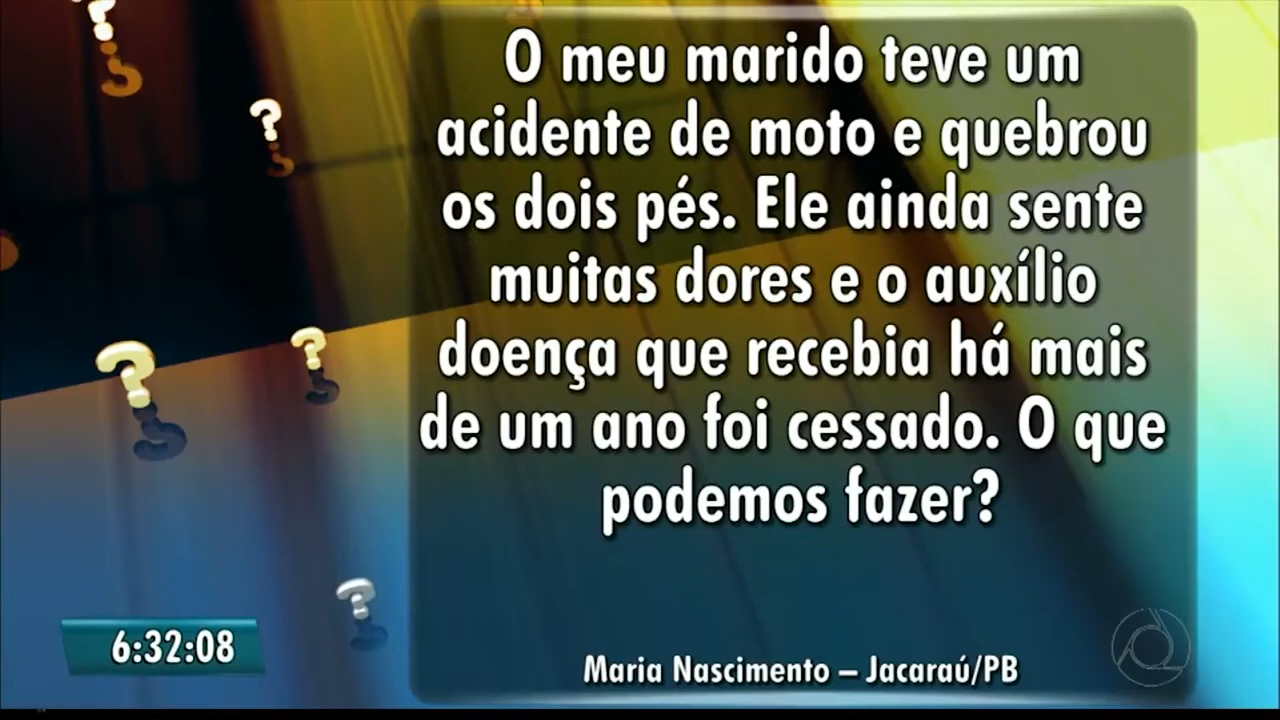 O meu marido teve um
acidente de moto e quebrou
os dois pés. Ele ainda sente
muitas dores e o auxílio
doença que recebia há mais
de um ano foi cessado. O que
podemos fazer?
Maria Nascimento – Jacaraú/PB
6:32:08